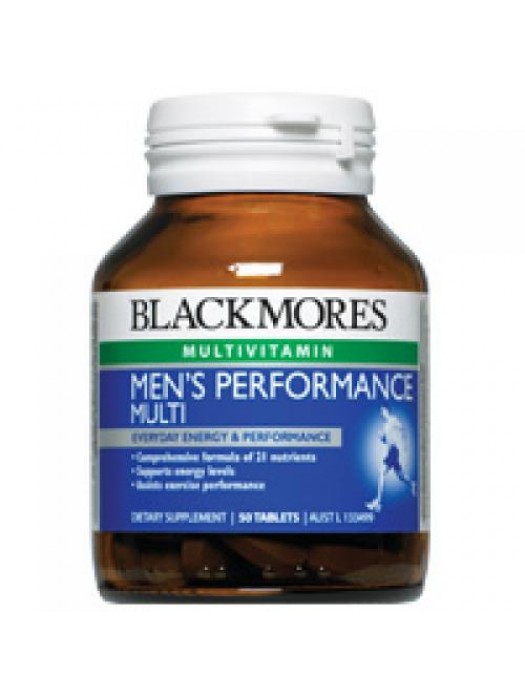 BLACKMORES
MULTIVITAMIN
MEN'S PERFORMANCE
MULTI
EVERYDAY ENERGY & PERFORMANCE
• Comprehensive formula of 21 nutrients
• Supports energy levels
• Assists exercise performance
DIETARY SUPPLEMENT | 50 TABLETS | AUST L 133499